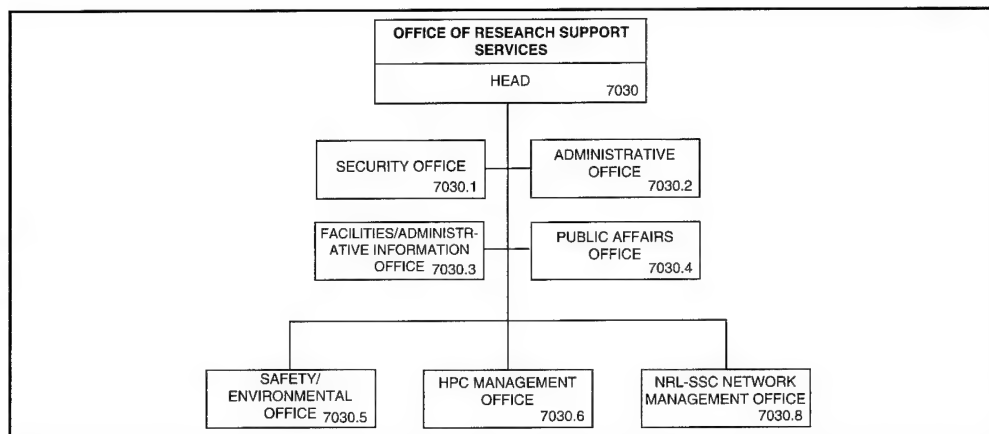 OFFICE OF RESEARCH SUPPORT
SERVICES
HEAD
7030
SECURITY OFFICE
7030.1
ADMINISTRATIVE
OFFICE
7030.2
FACILITIES/ADMINISTR-
ATIVE INFORMATION
OFFICE 7030.3
PUBLIC AFFAIRS
OFFICE
7030.4
SAFETY/
ENVIRONMENTAL
OFFICE 7030.5
HPC MANAGEMENT
OFFICE
7030.6
NRL-SSC NETWORK
MANAGEMENT OFFICE
7030.8